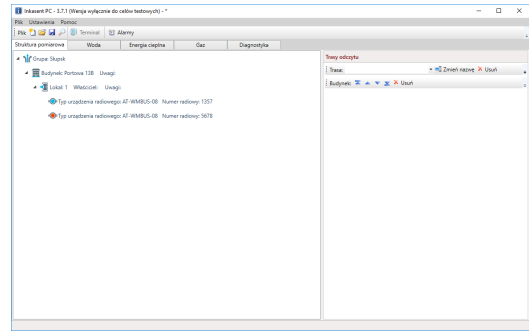 Inkasent PC - 3.7.1 (Wersja wyłącznie do celów testowych) - *
Plik Ustawienia Pomoc
Plik Terminal Alarmy
Struktura pomiarowa Woda Energia cieplna Gaz Diagnostyka
Grupa: Słupsk
Budynek: Portowa 13B Uwagi:
Lokal: 1 Właściciel: Uwagi:
Typ urządzenia radiowego: AT-WMBUS-08 Numer radiowy: 1357
Typ urządzenia radiowego: AT-WMBUS-08 Numer radiowy: 5678
Trasy odczytu
Trasa: Zmień nazwę Usuń
Budynek: Usuń